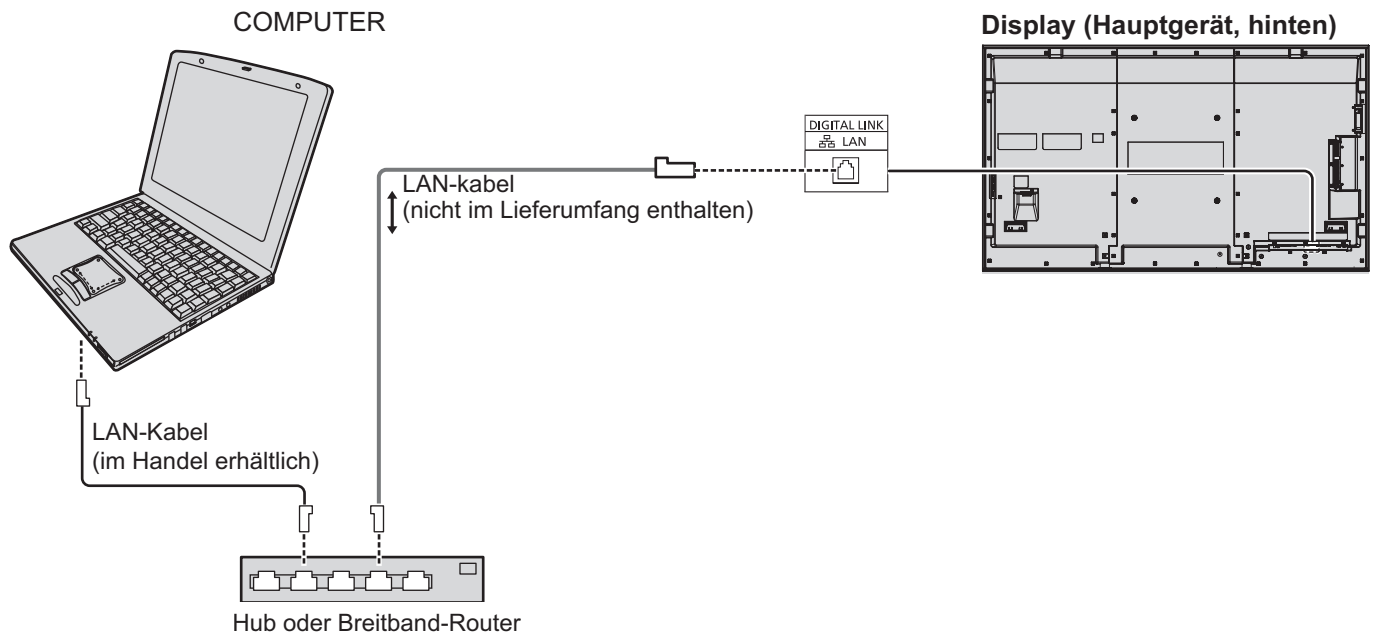 COMPUTER
Display (Hauptgerät, hinten)
DIGITAL LINK
LAN
LAN-kabel
(nicht im Lieferumfang enthalten)
LAN-Kabel
(im Handel erhältlich)
Hub oder Breitband-Router